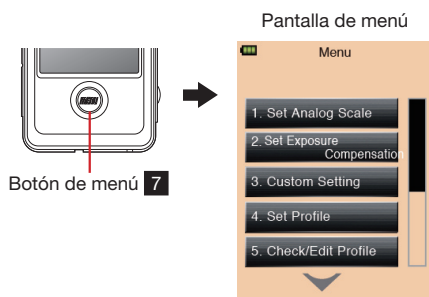 Pantalla de menú
Menu
MENU
1. Set Analog Scale
2. Set Exposure
Compensation
3. Custom Setting
4. Set Profile
5. Check/Edit Profile
Botón de menú 7